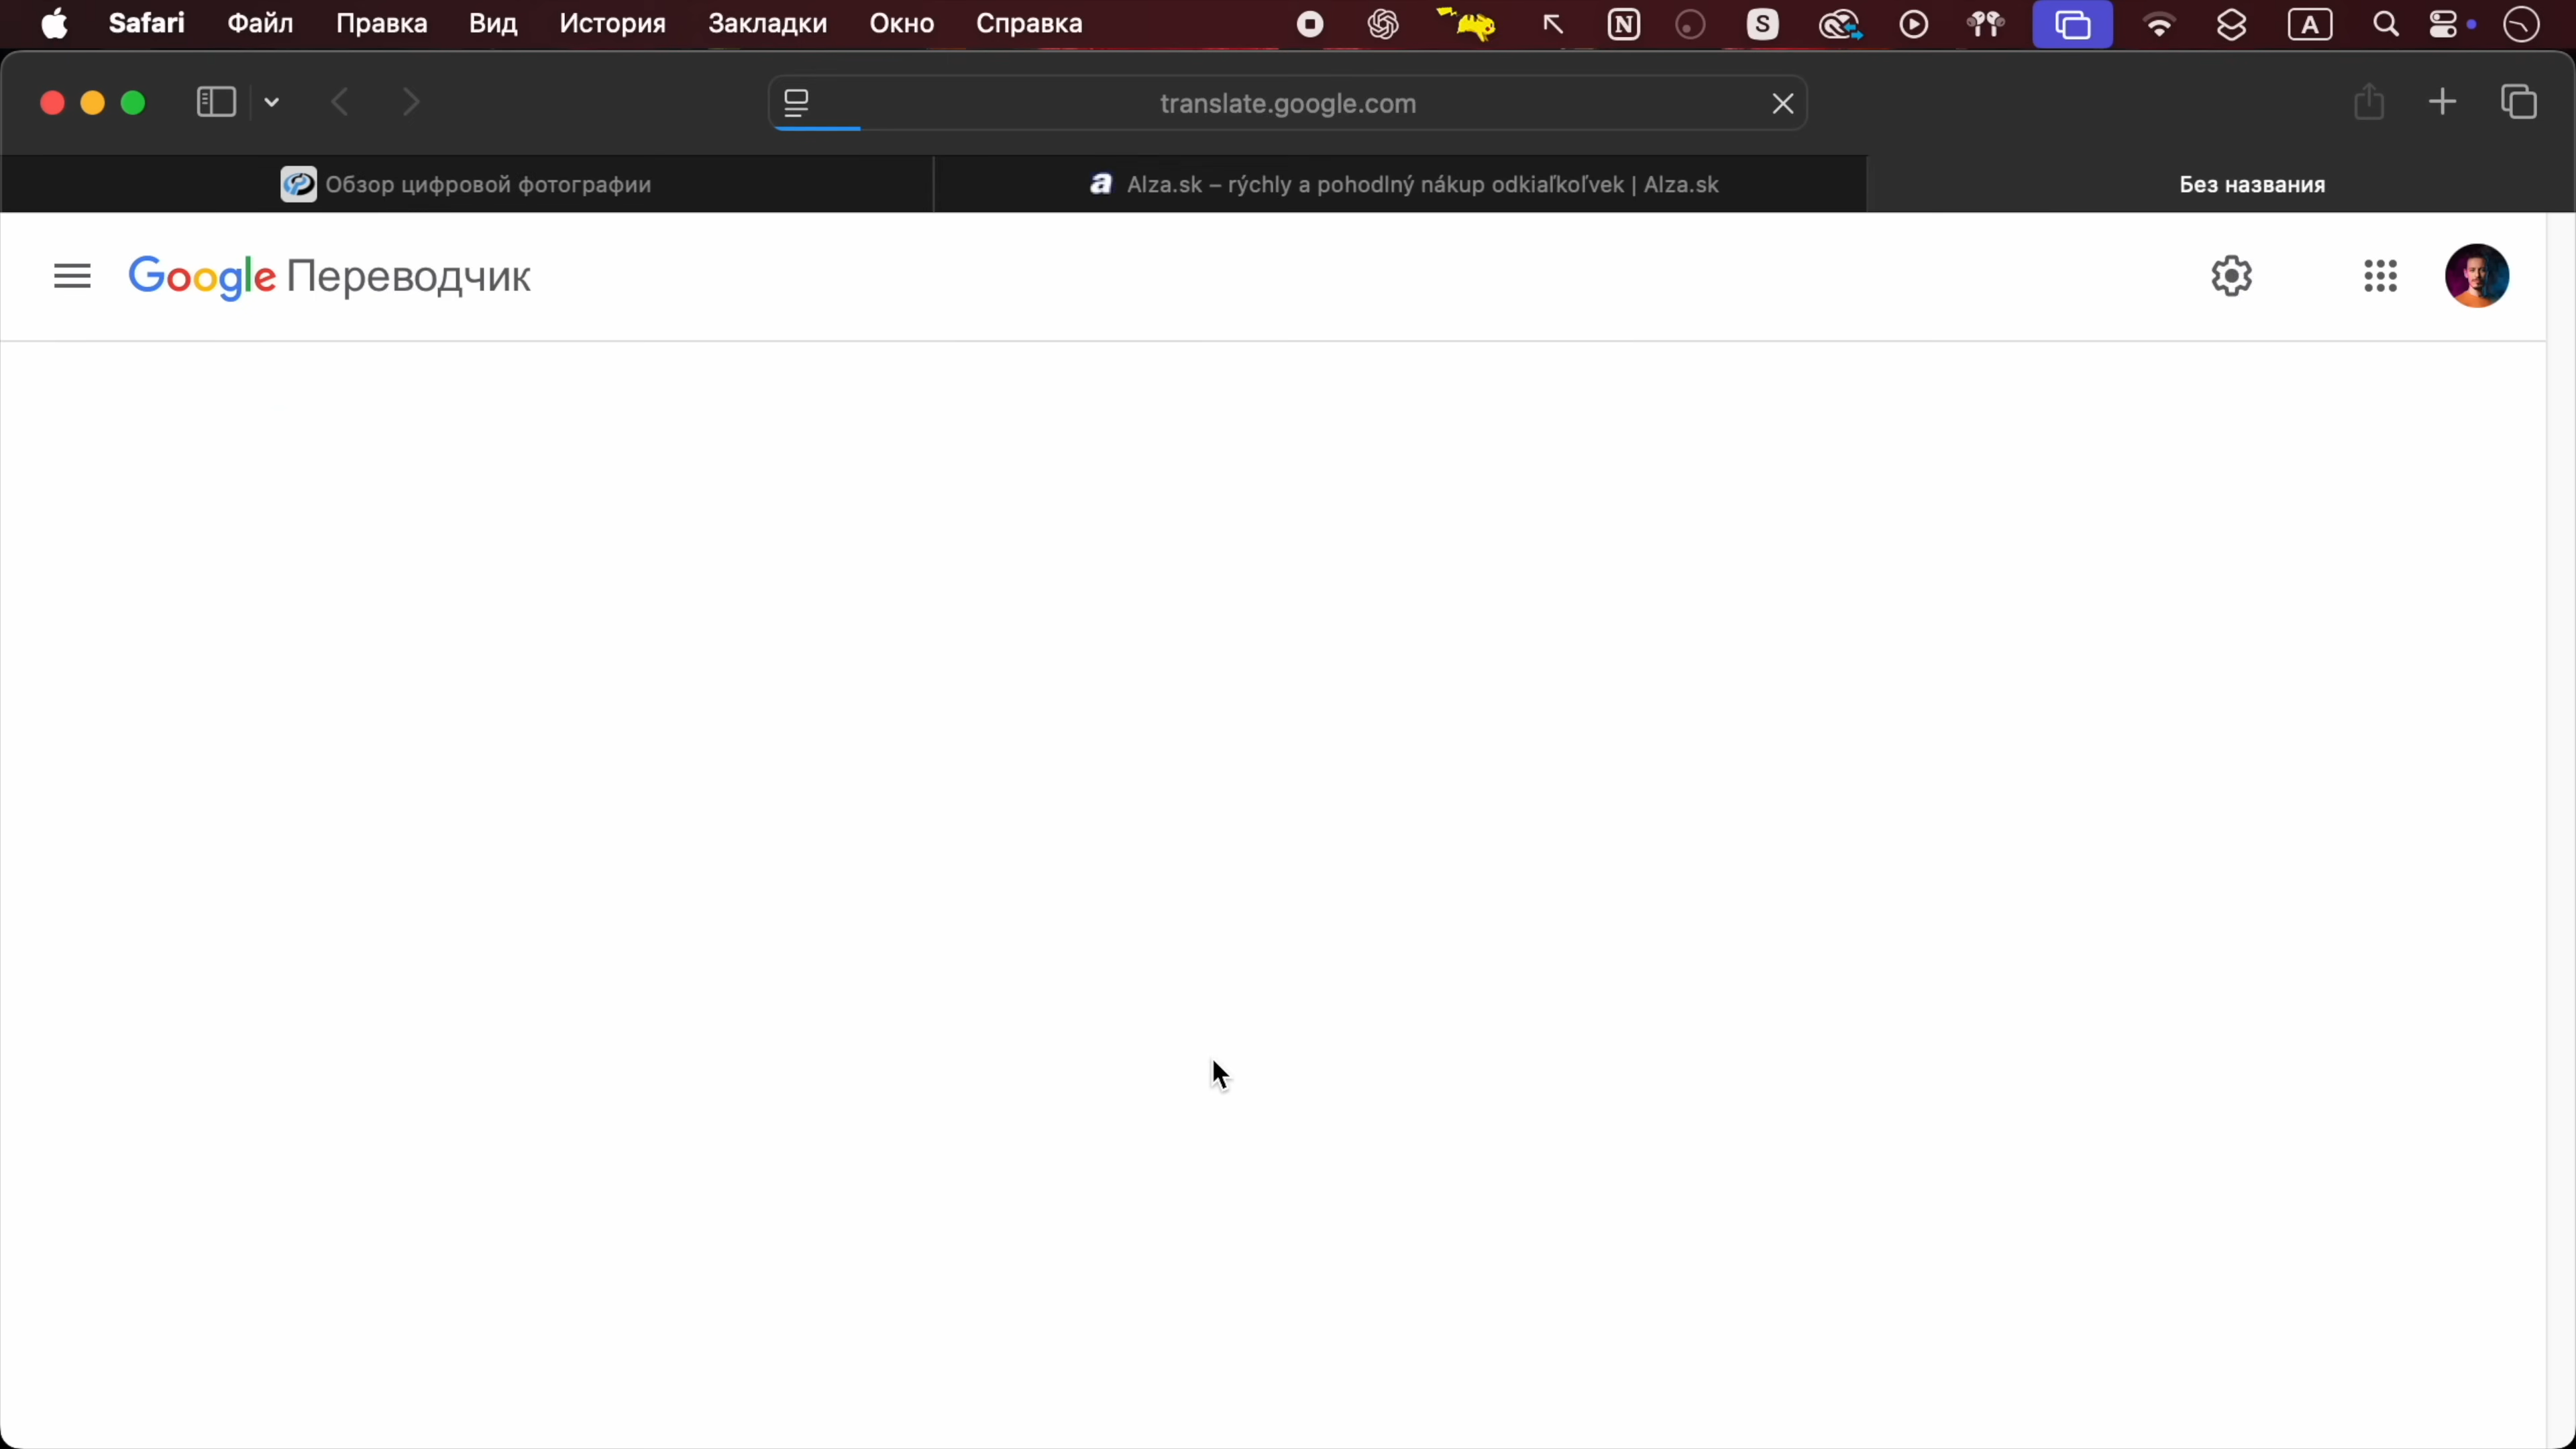 Safari Файл Правка Вид История Закладки Окно Справка
translate.google.com
Обзор цифровой фотографии
Alza.sk – rýchly a pohodlný nákup odkiaľkoľvek | Alza.sk
Без названия
Google Переводчик